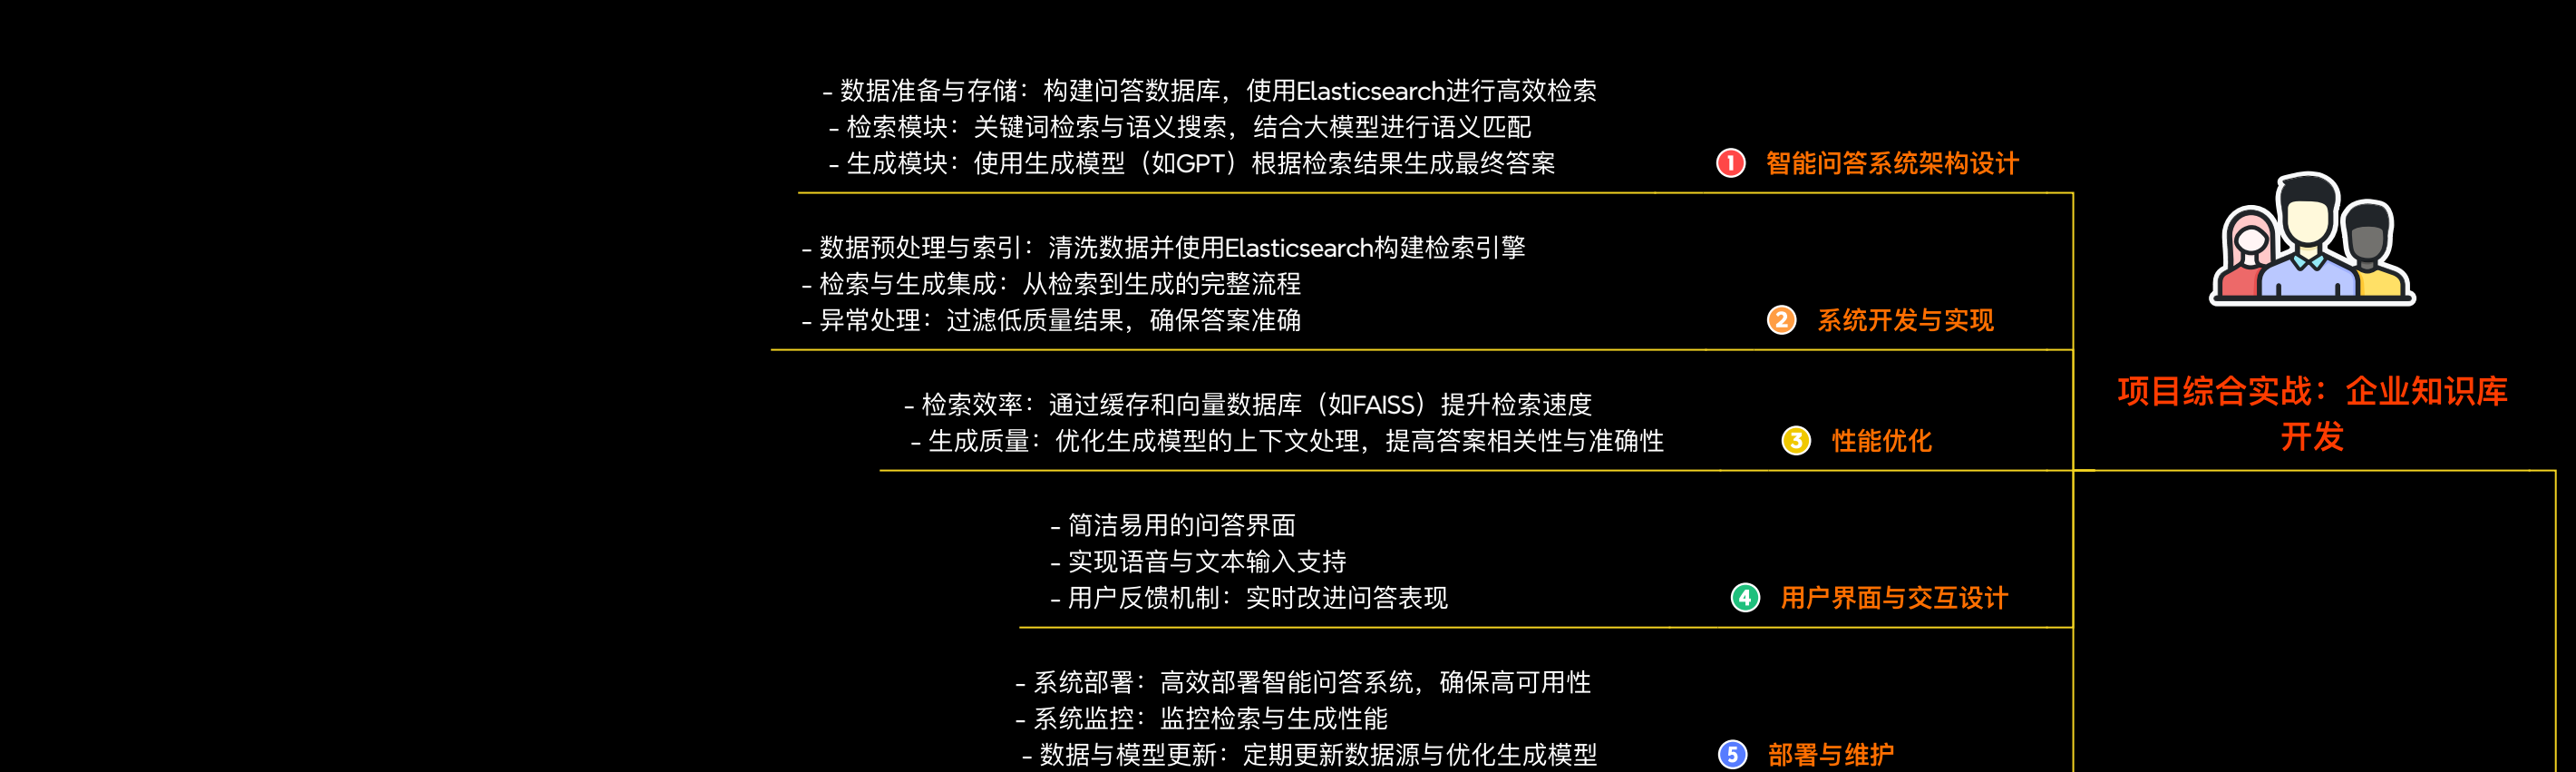 - 数据准备与存储：构建问答数据库，使用Elasticsearch进行高效检索
- 检索模块：关键词检索与语义搜索，结合大模型进行语义匹配
- 生成模块：使用生成模型（如GPT）根据检索结果生成最终答案
1 智能问答系统架构设计
- 数据预处理与索引：清洗数据并使用Elasticsearch构建检索引擎
- 检索与生成集成：从检索到生成的完整流程
- 异常处理：过滤低质量结果，确保答案准确
2 系统开发与实现
- 检索效率：通过缓存和向量数据库（如FAISS）提升检索速度
- 生成质量：优化生成模型的上下文处理，提高答案相关性与准确性
3 性能优化
- 简洁易用的问答界面
- 实现语音与文本输入支持
- 用户反馈机制：实时改进问答表现
4 用户界面与交互设计
- 系统部署：高效部署智能问答系统，确保高可用性
- 系统监控：监控检索与生成性能
- 数据与模型更新：定期更新数据源与优化生成模型
5 部署与维护
项目综合实战：企业知识库
开发